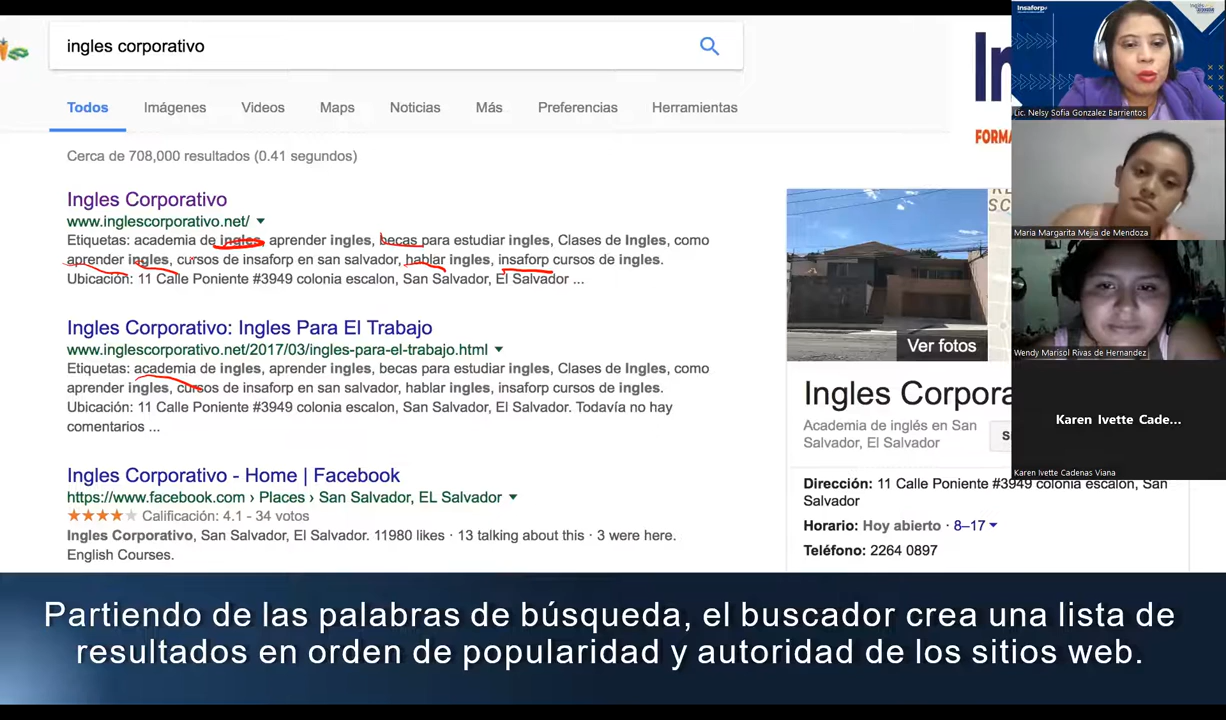 ingles corporativo
Todos Imágenes Videos Maps Noticias Más Preferencias Herramientas
Cerca de 708,000 resultados (0.41 segundos)
Ingles Corporativo
www.inglescorporativo.net/
Etiquetas: academia de ingles, aprender ingles, becas para estudiar ingles, Clases de Ingles, como
aprender ingles, cursos de insaforp en san salvador, hablar ingles, insaforp cursos de ingles.
Ubicación: 11 Calle Poniente #3949 colonia escalon, San Salvador, El Salvador ...
Ingles Corporativo: Ingles Para El Trabajo
www.inglescorporativo.net/2017/03/ingles-para-el-trabajo.html
Etiquetas: academia de ingles, aprender ingles, becas para estudiar ingles, Clases de Ingles, como
aprender ingles, cursos de insaforp en san salvador, hablar ingles, insaforp cursos de ingles.
Ubicación: 11 Calle Poniente #3949 colonia escalon, San Salvador, El Salvador. Todavía no hay
comentarios ...
Ingles Corporativo - Home | Facebook
https://www.facebook.com › Places › San Salvador, EL Salvador
Calificación: 4.1 - 34 votos
Ingles Corporativo, San Salvador, El Salvador. 11980 likes · 13 talking about this · 3 were here.
English Courses.
In
FORMA
Ver fotos
Ingles Corpora
Academia de inglés en San
Salvador, El Salvador
Dirección: 11 Calle Poniente #3949 colonia escalon, San
Salvador
Horario: Hoy abierto · 8–17
Teléfono: 2264 0897
Insaforp
Lic. Nelsy Sofia Gonzalez Barrientos
Maria Margarita Mejia de Mendoza
Wendy Marisol Rivas de Hernandez
Karen Ivette Cade...
Karen Ivette Cadenas Viana
Partiendo de las palabras de búsqueda, el buscador crea una lista de
resultados en orden de popularidad y autoridad de los sitios web.